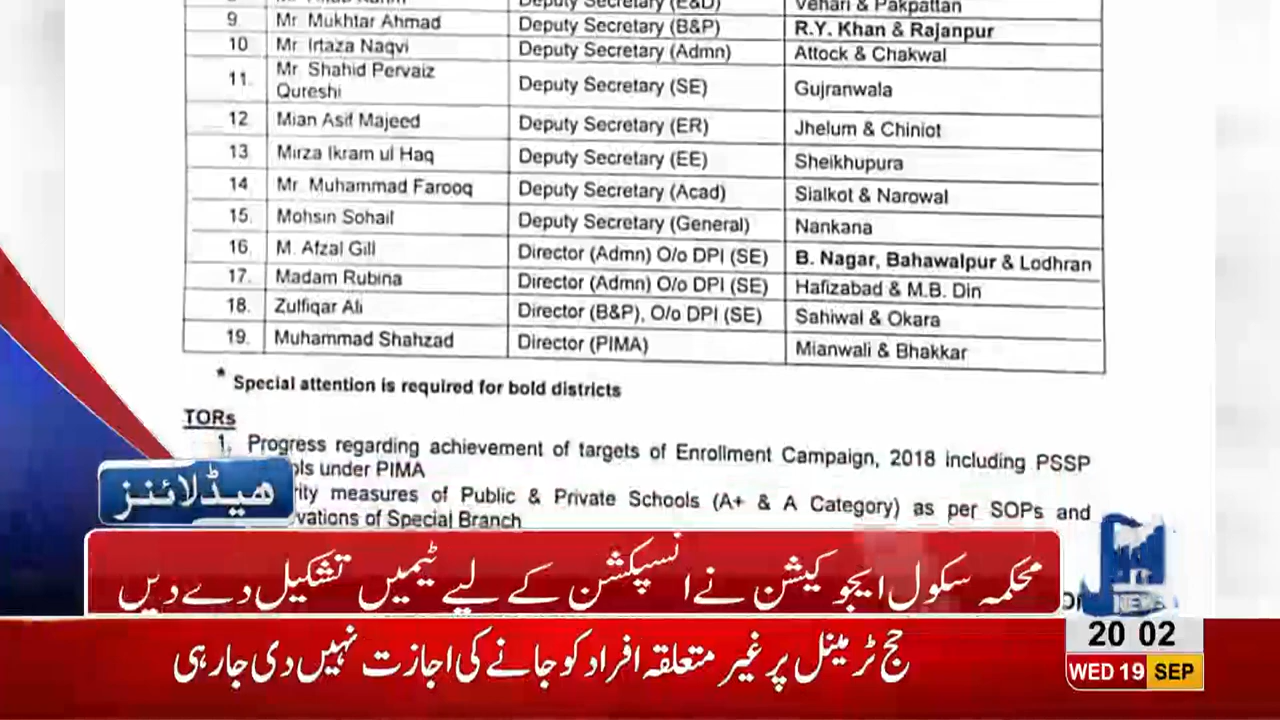 Deputy Secretary (E&D) Vehari & Pakpattan
9. Mr. Mukhtar Ahmad Deputy Secretary (B&P) R.Y. Khan & Rajanpur
10 Mr. Irtaza Naqvi Deputy Secretary (Admn) Attock & Chakwal
11. Mr. Shahid Pervaiz Qureshi Deputy Secretary (SE) Gujranwala
12 Mian Asif Majeed Deputy Secretary (ER) Jhelum & Chiniot
13 Mirza Ikram ul Haq Deputy Secretary (EE) Sheikhupura
14 Mr. Muhammad Farooq Deputy Secretary (Acad) Sialkot & Narowal
15. Mohsin Sohail Deputy Secretary (General) Nankana
16. M. Afzal Gill Director (Admn) O/o DPI (SE) B. Nagar, Bahawalpur & Lodhran
17. Madam Rubina Director (Admn) O/o DPI (SE) Hafizabad & M.B. Din
18. Zulfiqar Ali Director (B&P), O/o DPI (SE) Sahiwal & Okara
19. Muhammad Shahzad Director (PIMA) Mianwali & Bhakkar
* Special attention is required for bold districts
TORs
1. Progress regarding achievement of targets of Enrollment Campaign, 2018 including PSSP
under PIMA
measures of Public & Private Schools (A+ & A Category) as per SOPs and
of Special Branch
ہیڈلائنز
محکمہ سکول ایجوکیشن نے انسپکشن کے لیے ٹیمیں تشکیل دے دیں
NEWS
20 02
حج ٹرمینل پر غیر متعلقہ افراد کو جانے کی اجازت نہیں دی جارہی
WED 19 SEP